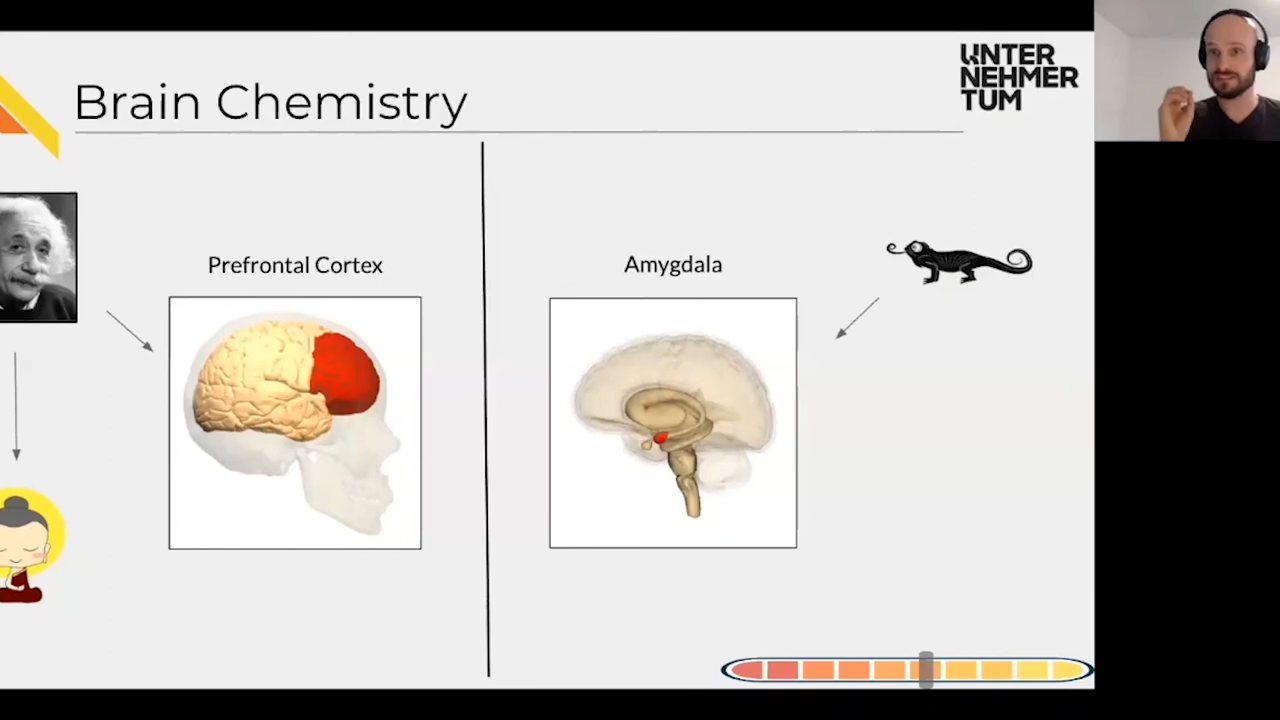 Brain Chemistry
UNTER
NEHMER
TUM
Prefrontal Cortex
Amygdala